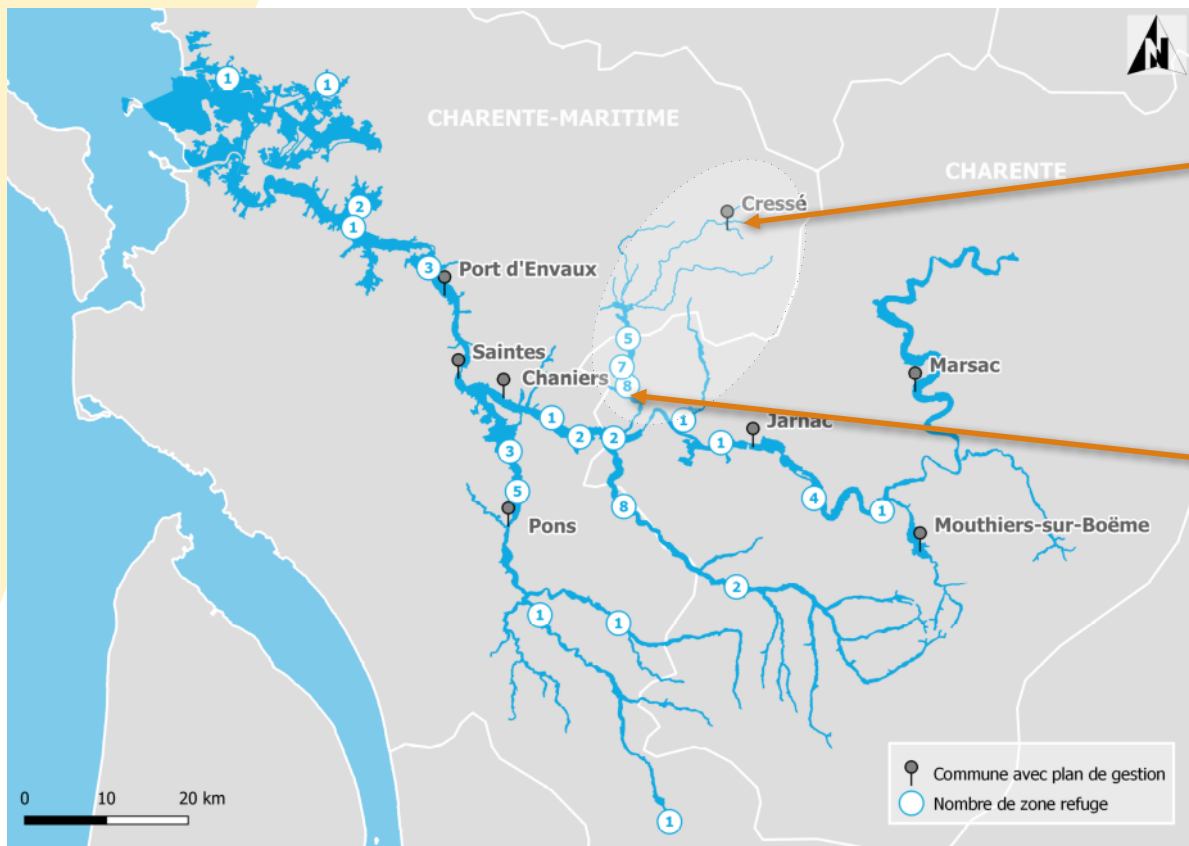 N
1
1
CHARENTE-MARITIME
CHARENTE
Cressé
2
1
3
Port d'Envaux
5
Saintes
7
Chaniers
8
Marsac
1
2
2
1
1
Jarnac
3
5
8
4
1
Pons
Mouthiers-sur-Boëme
2
1
1
Commune avec plan de gestion
Nombre de zone refuge
0 10 20 km
1